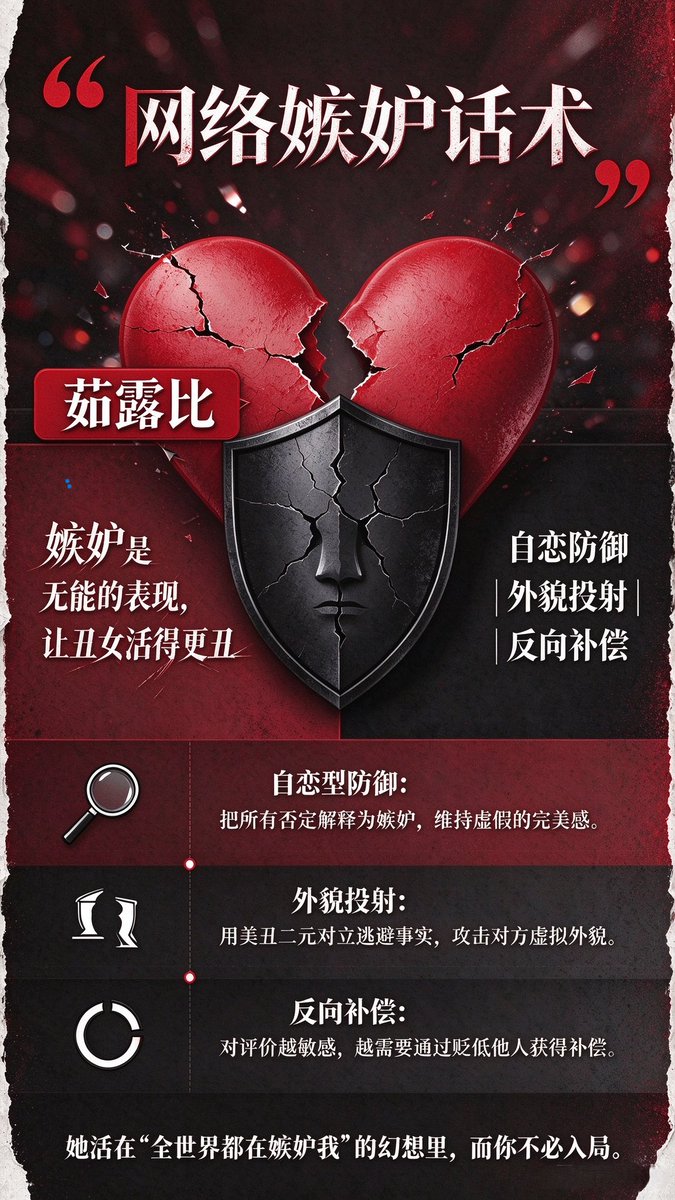 “网络嫉妒话术”
茹露比
嫉妒是
无能的表现，
让丑女活得更丑
自恋防御
|外貌投射|
|反向补偿
自恋型防御：
把所有否定解释为嫉妒，维持虚假的完美感。
外貌投射：
用美丑二元对立逃避事实，攻击对方虚拟外貌。
反向补偿：
对评价越敏感，越需要通过贬低他人获得补偿。
她活在“全世界都在嫉妒我”的幻想里，而你不必入局。